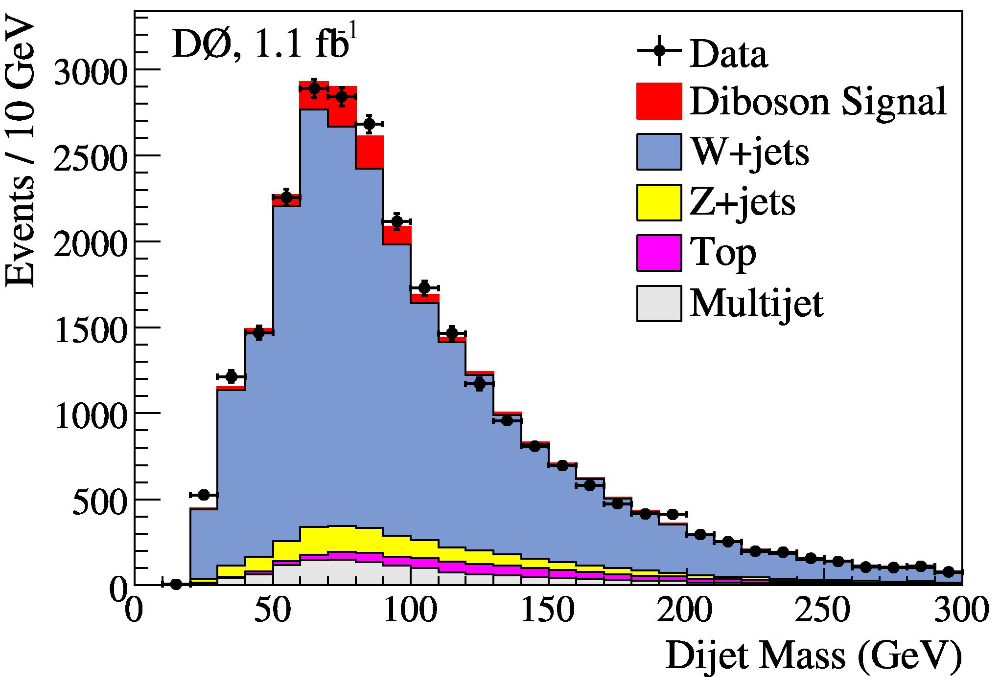 DØ, 1.1 fb-1
Events / 10 GeV
3000
2500
2000
1500
1000
500
0
Data
Diboson Signal
W+jets
Z+jets
Top
Multijet
0 50 100 150 200 250 300
Dijet Mass (GeV)